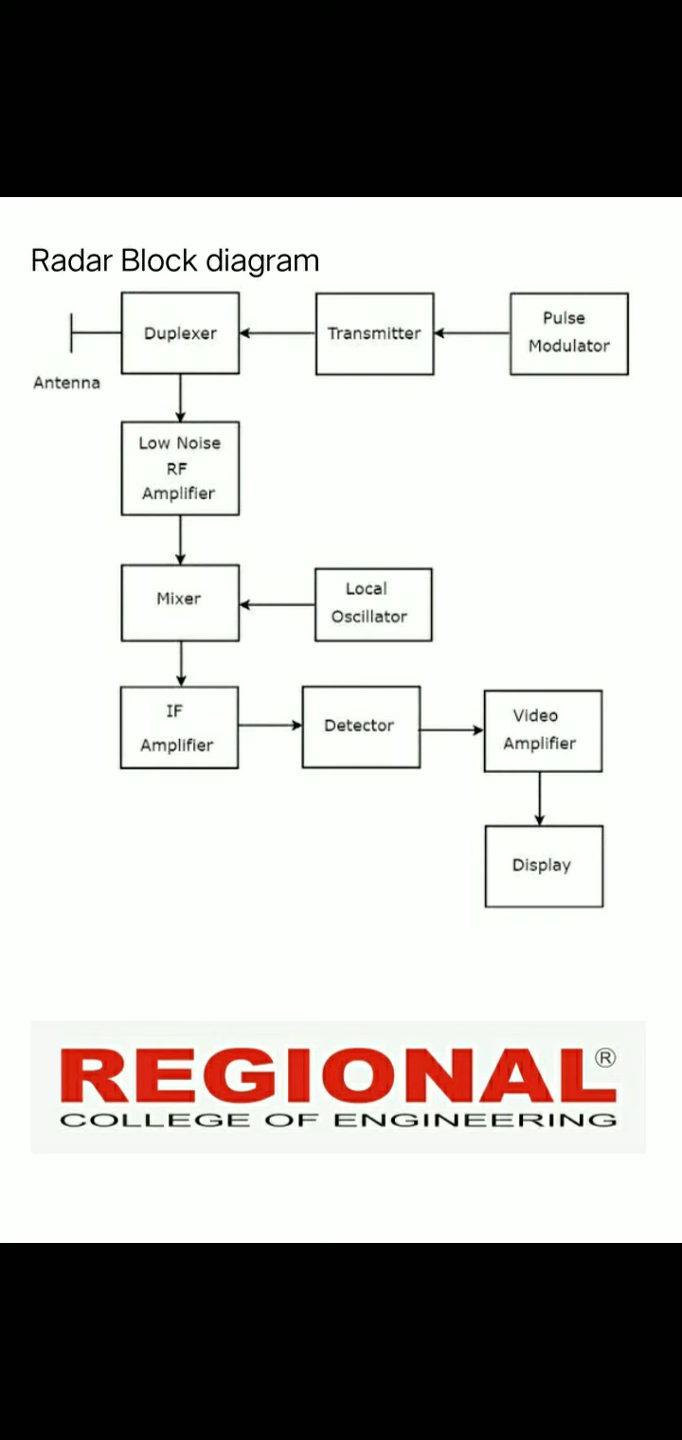 Radar Block diagram
Duplexer
Transmitter
Pulse
Modulator
Antenna
Low Noise
RF
Amplifier
Mixer
Local
Oscillator
IF
Amplifier
Detector
Video
Amplifier
Display
REGIONAL®
COLLEGE OF ENGINEERING